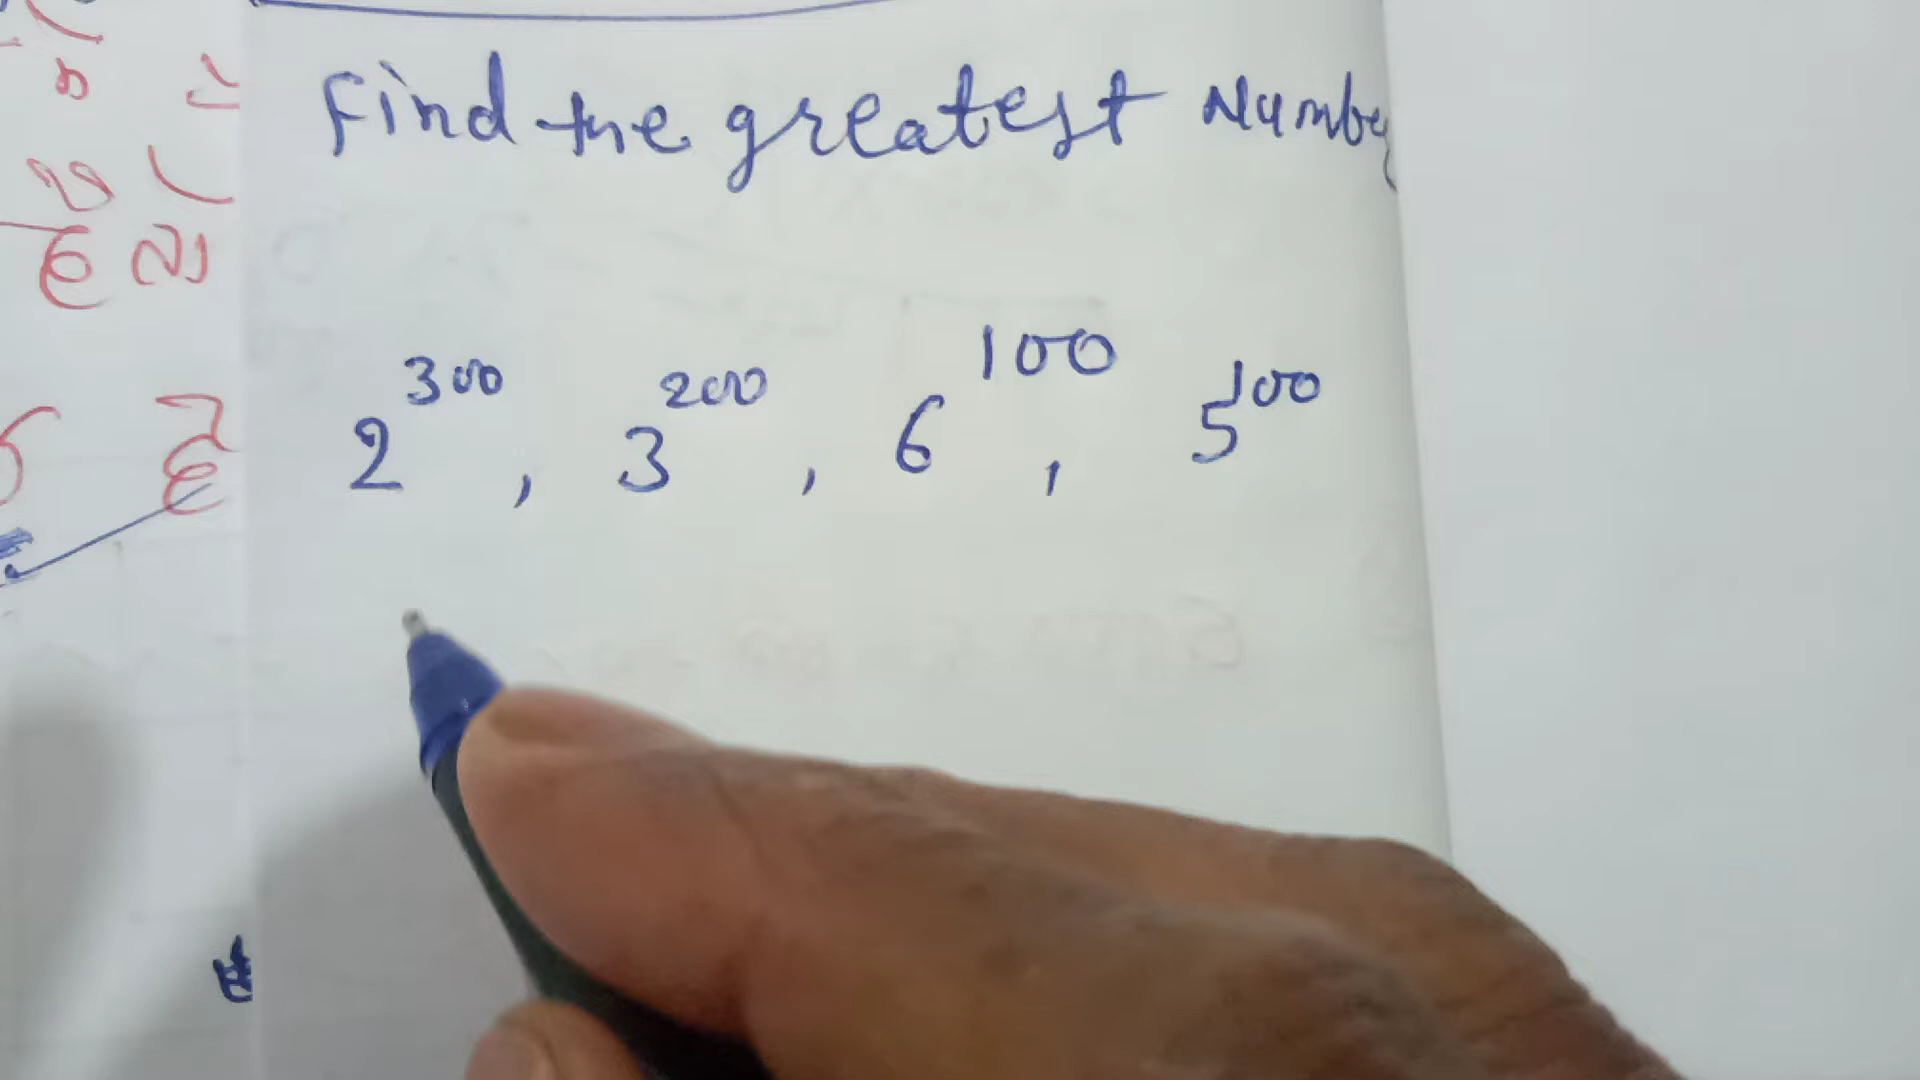 Find the greatest Number
2^300, 3^200, 6^100, 5^100